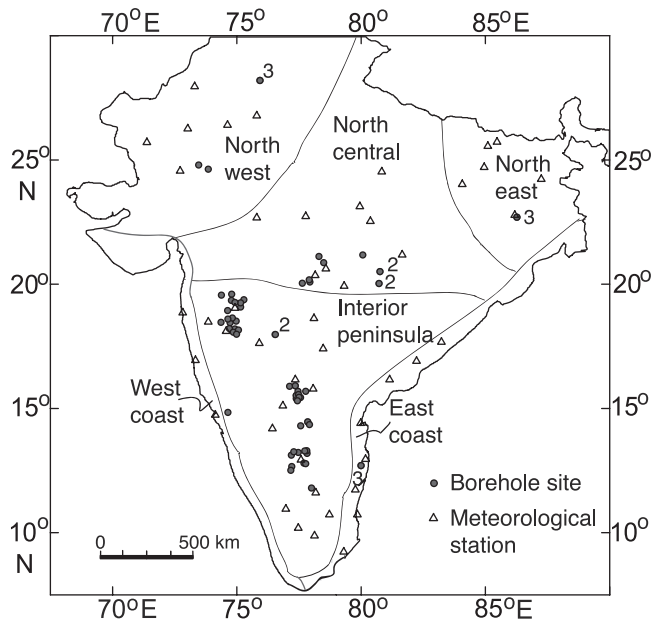 70°E 75° 80° 85°E
3
North
west
North
central
25°
N
25°
N
North
east
3
2
2
20°
20°
Interior
peninsula
2
West
coast
15°
15°
East
coast
3
Borehole site
Meteorological
station
10°
N
10°
N
0 500 km
70°E 75° 80° 85°E